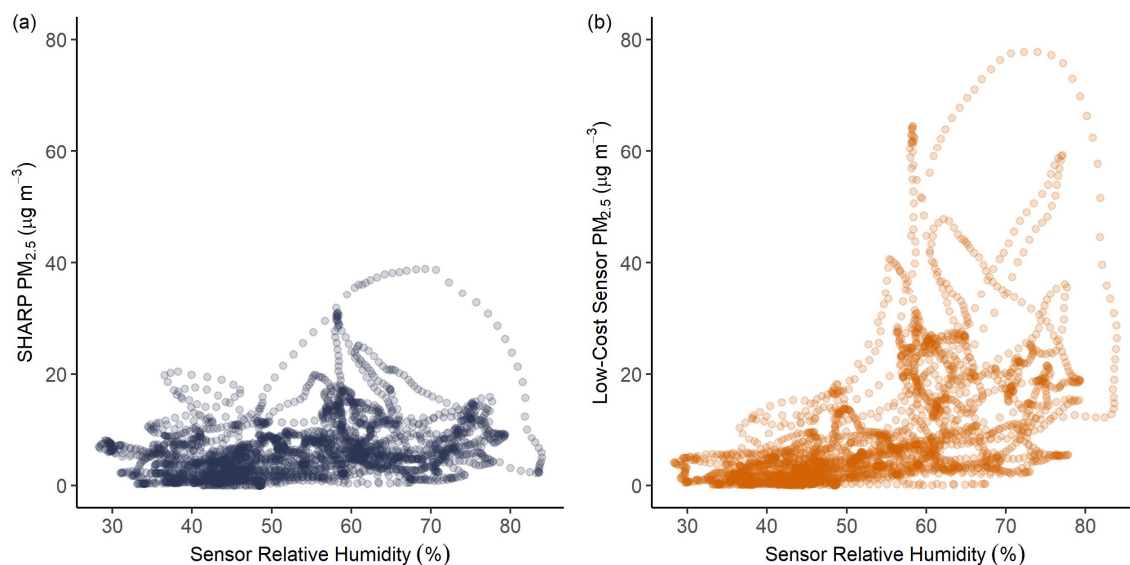 (a)
SHARP PM2.5 (μg m−3)
80
60
40
20
0
30 40 50 60 70 80
Sensor Relative Humidity (%)
(b)
Low-Cost Sensor PM2.5 (μg m−3)
80
60
40
20
0
30 40 50 60 70 80
Sensor Relative Humidity (%)